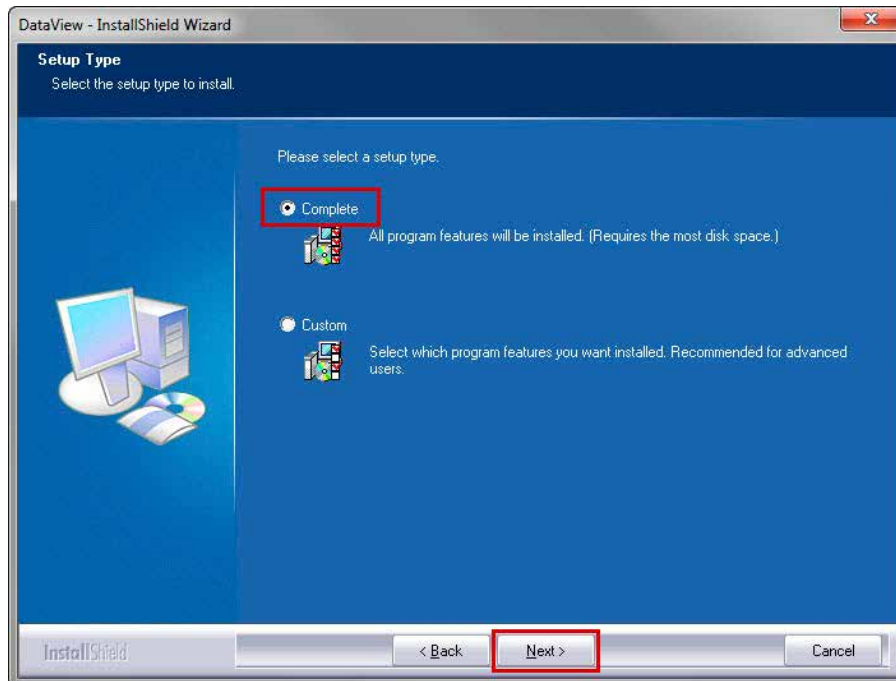 DataView - InstallShield Wizard
Setup Type
Select the setup type to install.
Please select a setup type.
Complete
All program features will be installed. (Requires the most disk space.)
Custom
Select which program features you want installed. Recommended for advanced
users.
InstallShield
< Back
Next >
Cancel